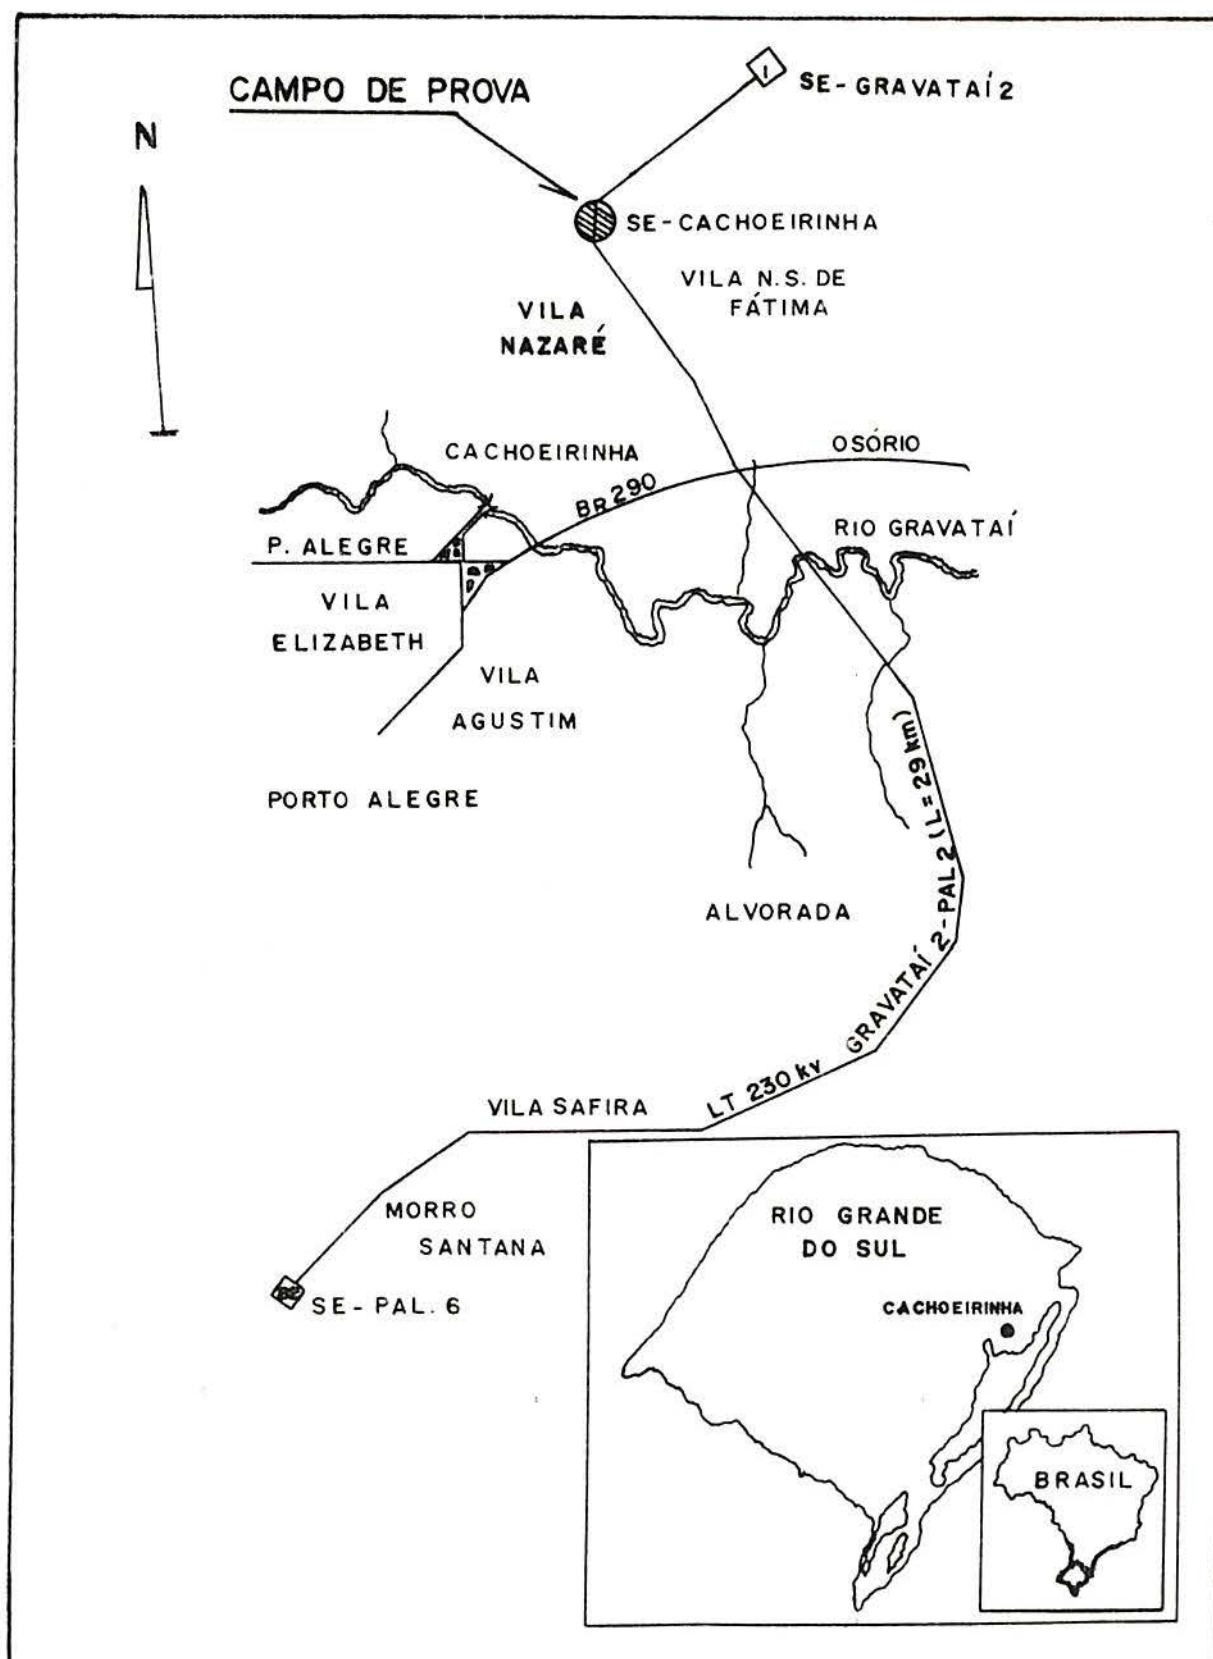 CAMPO DE PROVA
1
SE-GRAVATAÍ 2
N
SE-CACHOEIRINHA
VILA N.S. DE
FÁTIMA
VILA
NAZARÉ
CACHOEIRINHA
OSÓRIO
BR 290
RIO GRAVATAÍ
P. ALEGRE
VILA
ELIZABETH
VILA
AGUSTIM
PORTO ALEGRE
ALVORADA
LT 230 kv GRAVATAÍ 2-PAL 2 (L=29 km)
VILA SAFIRA
MORRO
SANTANA
SE-PAL. 6
RIO GRANDE
DO SUL
CACHOEIRINHA
BRASIL